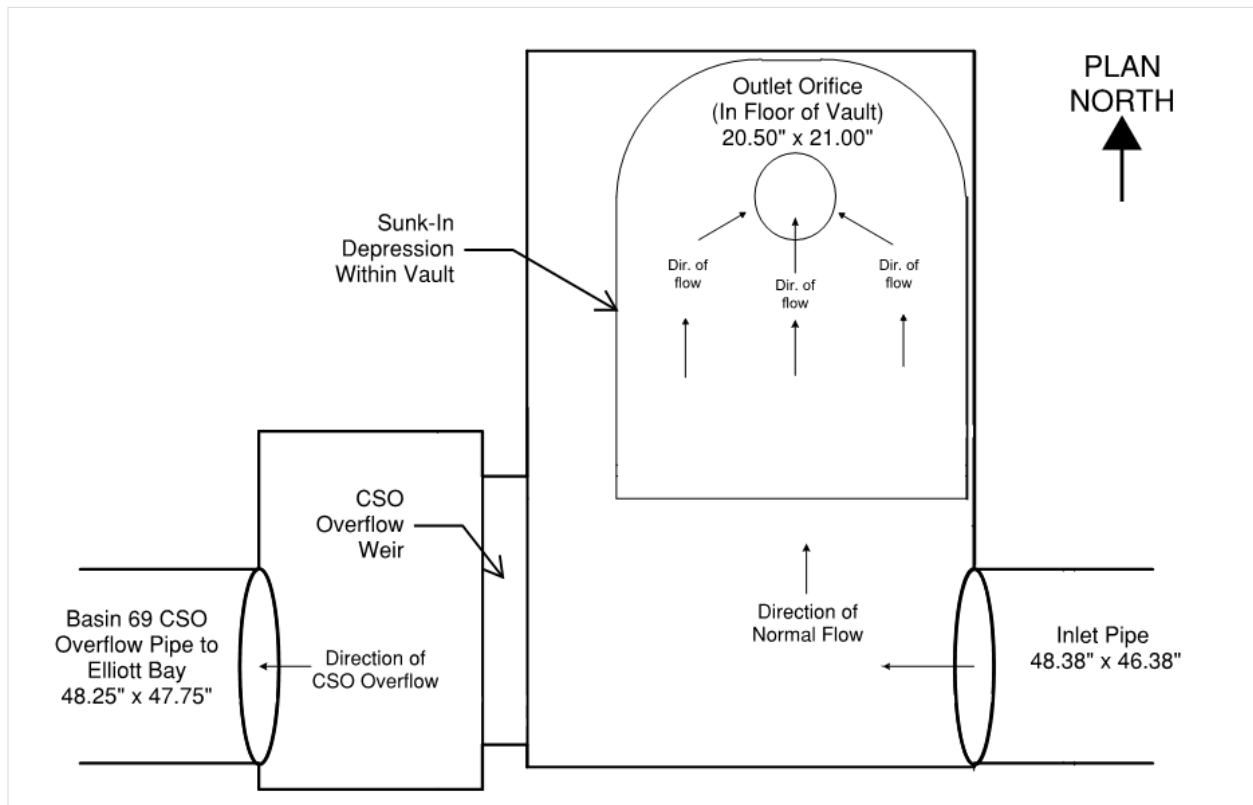 PLAN
NORTH
Outlet Orifice
(In Floor of Vault)
20.50" x 21.00"
Sunk-In
Depression
Within Vault
Dir. of
flow
Dir. of
flow
Dir. of
flow
CSO
Overflow
Weir
Basin 69 CSO
Overflow Pipe to
Elliott Bay
48.25" x 47.75"
Direction of
CSO Overflow
Direction of
Normal Flow
Inlet Pipe
48.38" x 46.38"